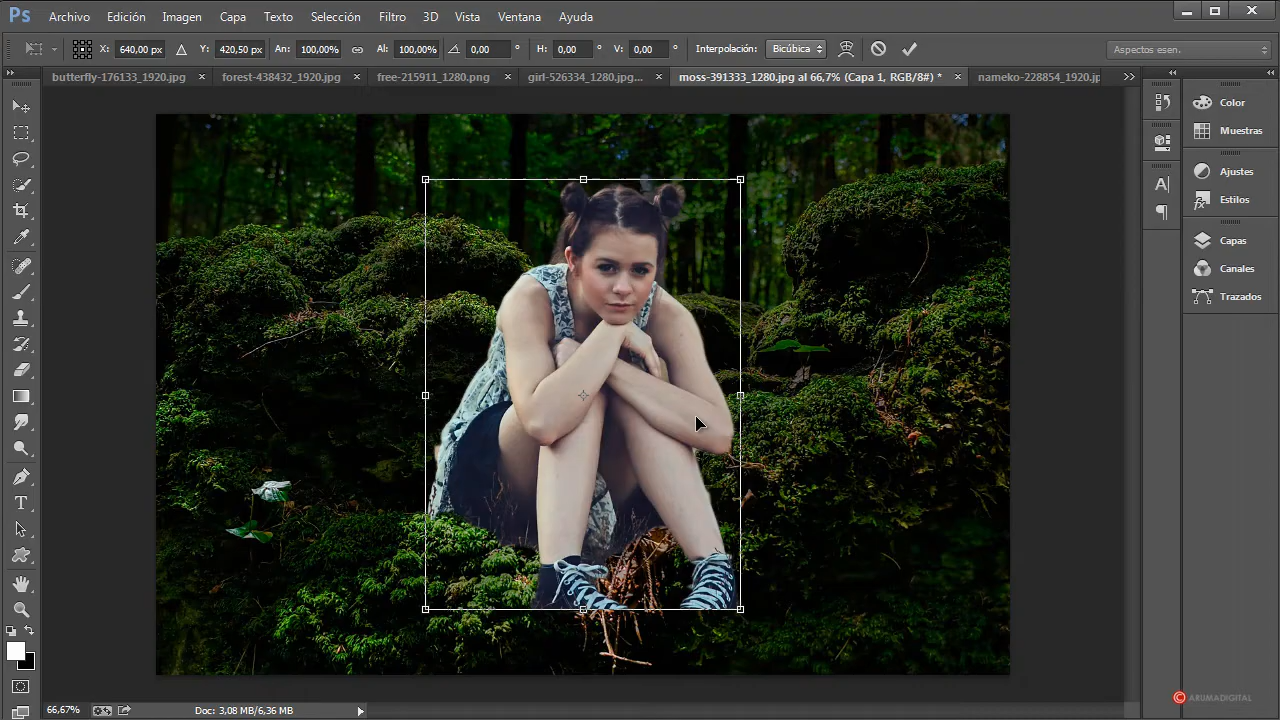 Ps Archivo Edición Imagen Capa Texto Selección Filtro 3D Vista Ventana Ayuda
X: 640,00 px Y: 420,50 px An: 100,00% Al: 100,00% 0,00 ° H: 0,00 ° V: 0,00 ° Interpolación: Bicúbica Aspectos esen.
butterfly-176133_1920.jpg × forest-438432_1920.jpg × free-215911_1280.png × girl-526334_1280.jpg... × moss-391333_1280.jpg al 66,7% (Capa 1, RGB/8#) * × nameko-228854_1920.jp
Color
Muestras
Ajustes
Estilos
Capas
Canales
Trazados
T
A
© ARUMADIGITAL
66,67% Doc: 3,08 MB/6,36 MB